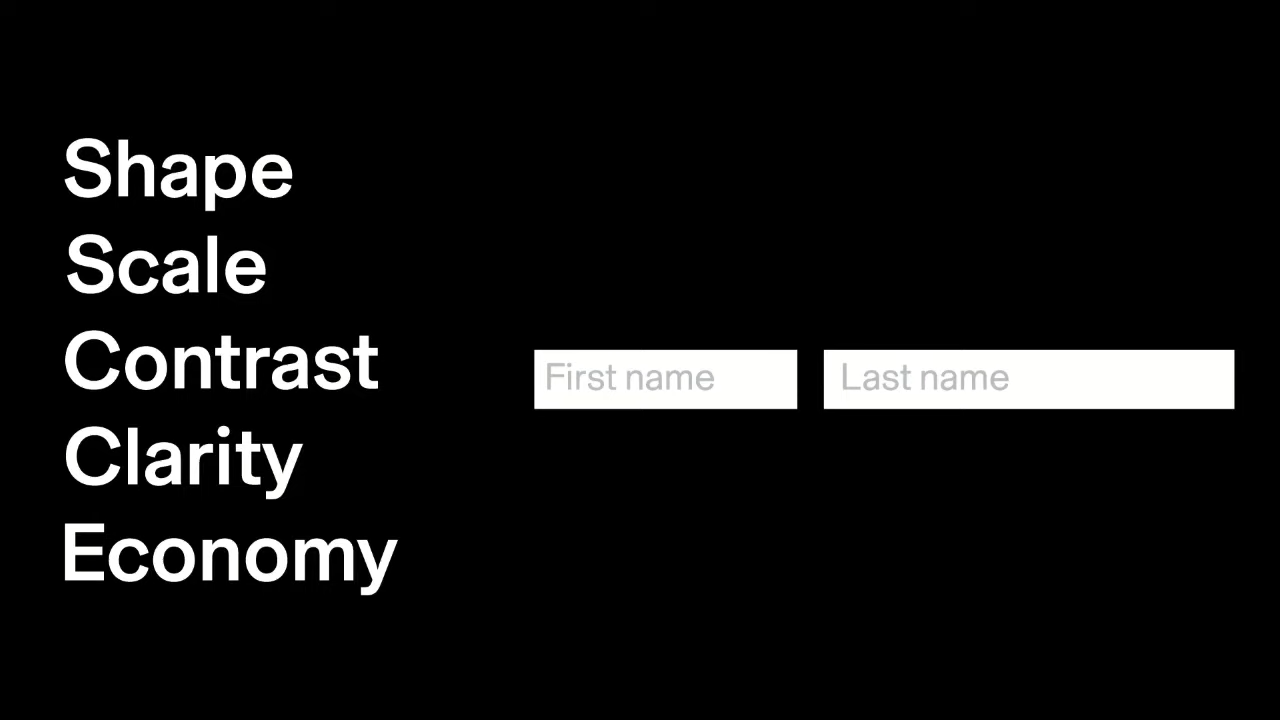 Shape
Scale
Contrast
Clarity
Economy
First name
Last name